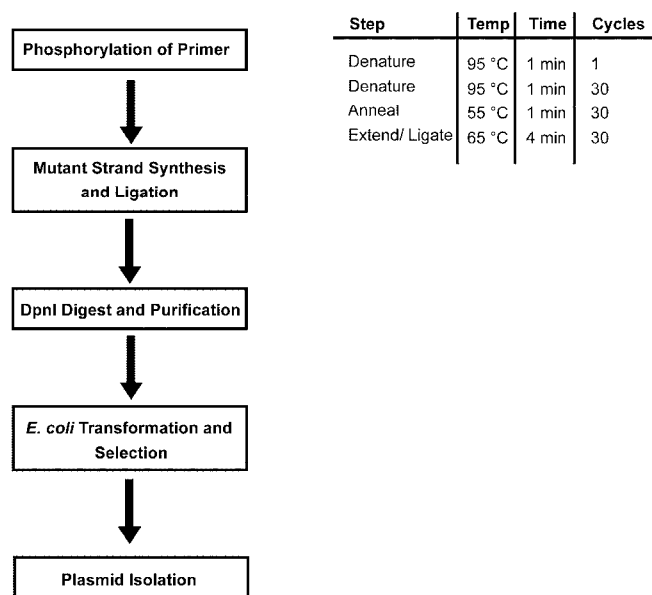 Phosphorylation of Primer
Mutant Strand Synthesis
and Ligation
DpnI Digest and Purification
E. coli Transformation and
Selection
Plasmid Isolation
Step Temp Time Cycles
Denature 95 °C 1 min 1
Denature 95 °C 1 min 30
Anneal 55 °C 1 min 30
Extend/ Ligate 65 °C 4 min 30